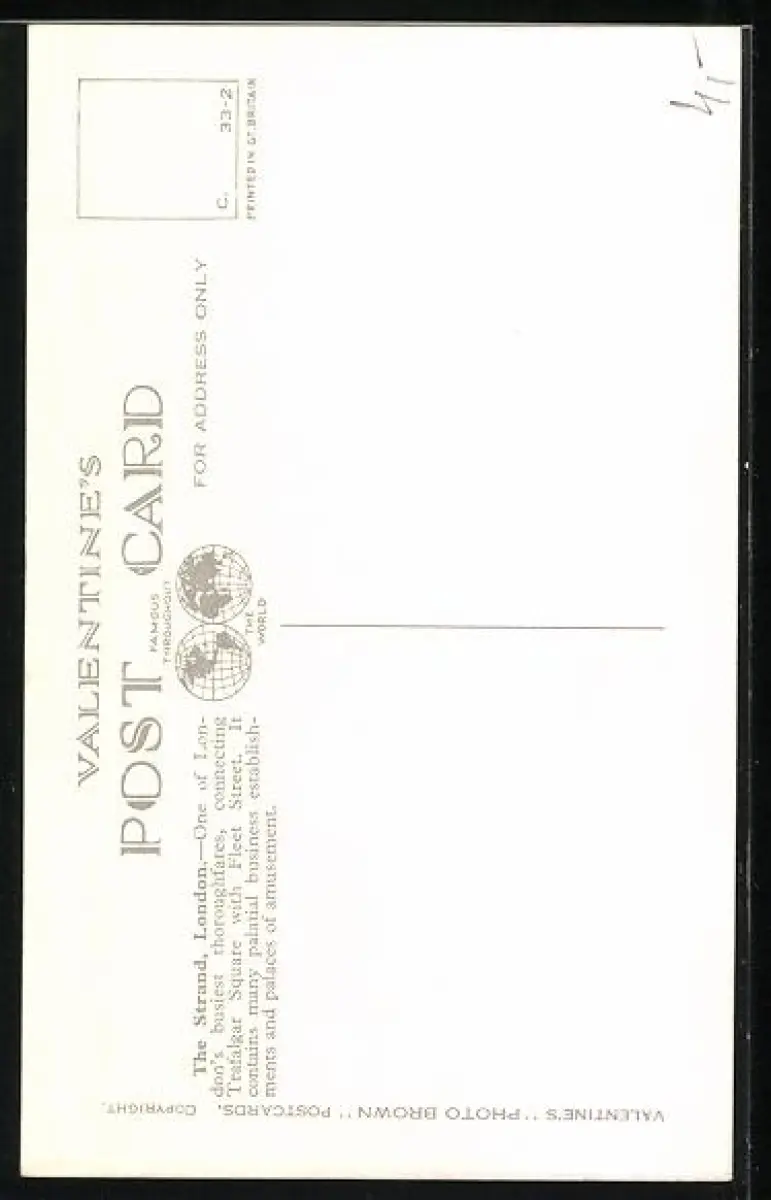 VALENTINE'S
POST CARD
FAMOUS
THROUGHOUT
THE
WORLD
FOR ADDRESS ONLY
C. 33-2
PRINTED IN GT. BRITAIN
The Strand, London.—One of Lon-
don's busiest thoroughfares, connecting
Trafalgar Square with Fleet Street. It
contains many palatial business establish-
ments and palaces of amusement.
VALENTINE'S "PHOTO BROWN" POSTCARDS. COPYRIGHT.